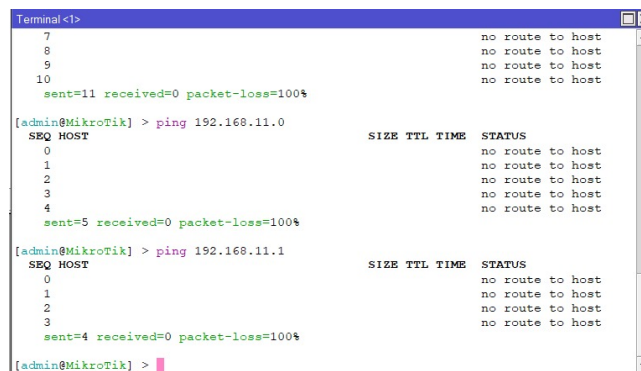 Terminal <1>
7 no route to host
8 no route to host
9 no route to host
10 no route to host
sent=11 received=0 packet-loss=100%
[admin@MikroTik] > ping 192.168.11.0
SEQ HOST SIZE TTL TIME STATUS
0 no route to host
1 no route to host
2 no route to host
3 no route to host
4 no route to host
sent=5 received=0 packet-loss=100%
[admin@MikroTik] > ping 192.168.11.1
SEQ HOST SIZE TTL TIME STATUS
0 no route to host
1 no route to host
2 no route to host
3 no route to host
sent=4 received=0 packet-loss=100%
[admin@MikroTik] >